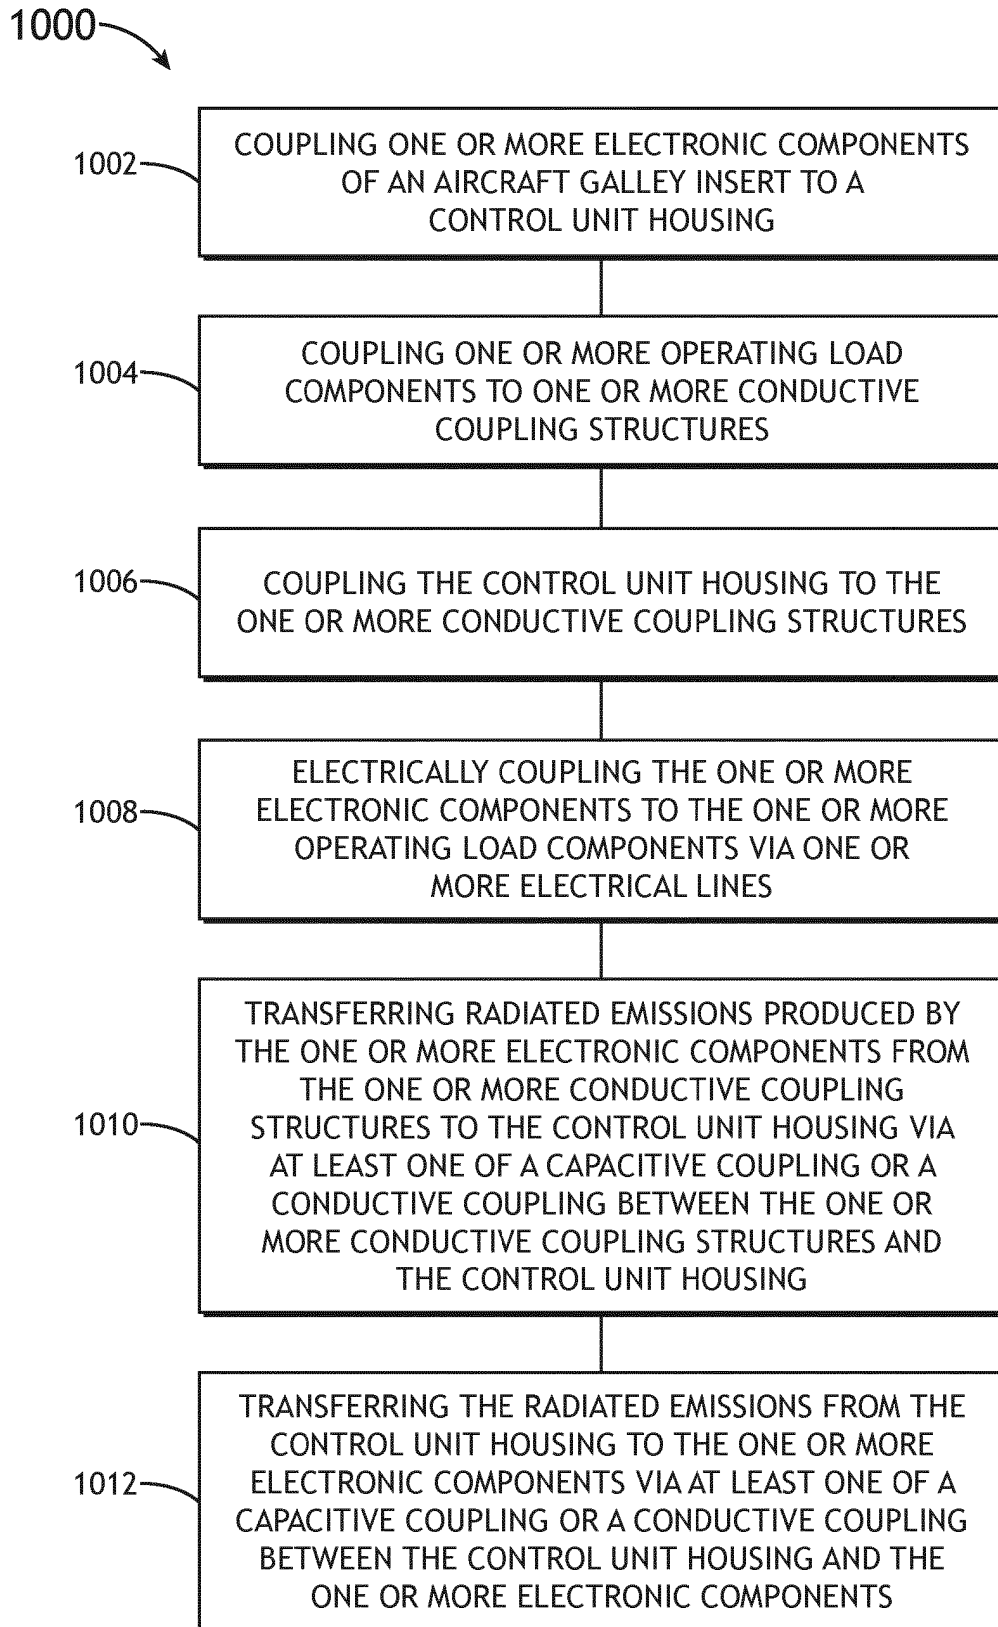 1000
1002
COUPLING ONE OR MORE ELECTRONIC COMPONENTS
OF AN AIRCRAFT GALLEY INSERT TO A
CONTROL UNIT HOUSING
1004
COUPLING ONE OR MORE OPERATING LOAD
COMPONENTS TO ONE OR MORE CONDUCTIVE
COUPLING STRUCTURES
1006
COUPLING THE CONTROL UNIT HOUSING TO THE
ONE OR MORE CONDUCTIVE COUPLING STRUCTURES
1008
ELECTRICALLY COUPLING THE ONE OR MORE
ELECTRONIC COMPONENTS TO THE ONE OR MORE
OPERATING LOAD COMPONENTS VIA ONE OR
MORE ELECTRICAL LINES
1010
TRANSFERRING RADIATED EMISSIONS PRODUCED BY
THE ONE OR MORE ELECTRONIC COMPONENTS FROM
THE ONE OR MORE CONDUCTIVE COUPLING
STRUCTURES TO THE CONTROL UNIT HOUSING VIA
AT LEAST ONE OF A CAPACITIVE COUPLING OR A
CONDUCTIVE COUPLING BETWEEN THE ONE OR
MORE CONDUCTIVE COUPLING STRUCTURES AND
THE CONTROL UNIT HOUSING
1012
TRANSFERRING THE RADIATED EMISSIONS FROM THE
CONTROL UNIT HOUSING TO THE ONE OR MORE
ELECTRONIC COMPONENTS VIA AT LEAST ONE OF A
CAPACITIVE COUPLING OR A CONDUCTIVE COUPLING
BETWEEN THE CONTROL UNIT HOUSING AND THE
ONE OR MORE ELECTRONIC COMPONENTS